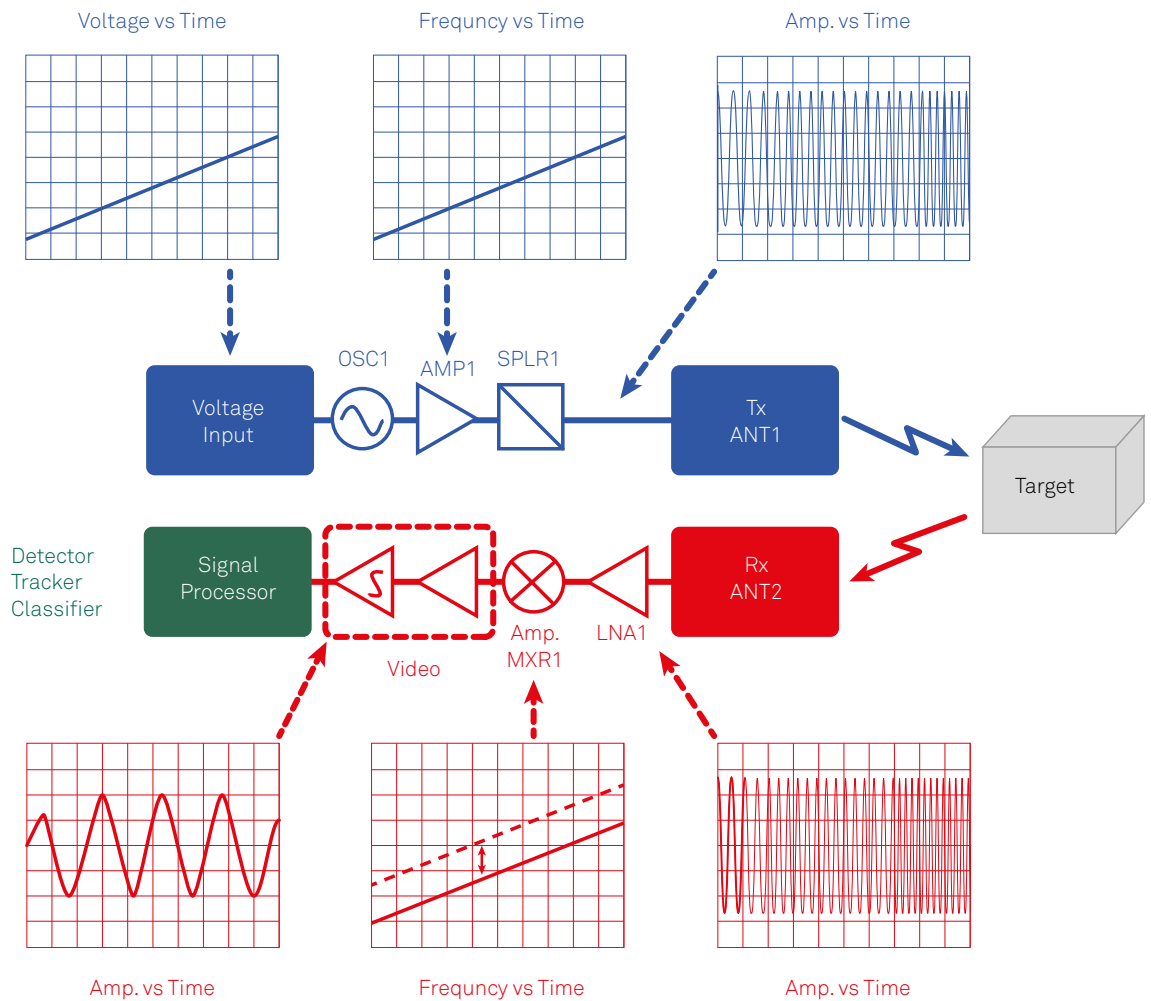 Voltage vs Time
Frequncy vs Time
Amp. vs Time
OSC1
AMP1
SPLR1
Voltage
Input
Tx
ANT1
Target
Detector
Tracker
Classifier
Signal
Processor
Rx
ANT2
Video
Amp.
MXR1
LNA1
Amp. vs Time
Frequncy vs Time
Amp. vs Time